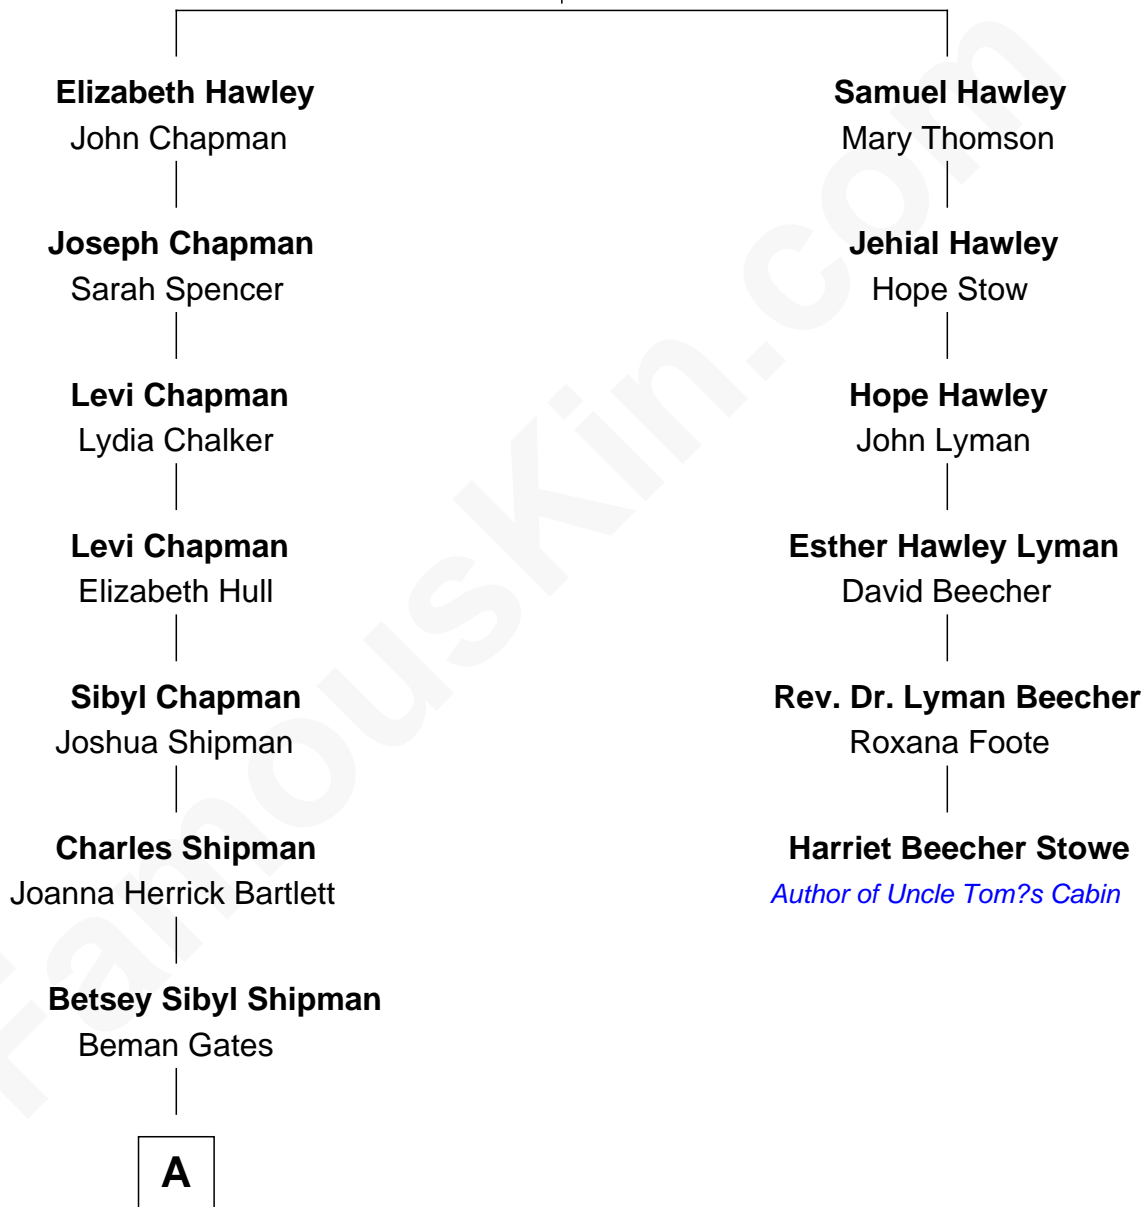 Elizabeth Hawley
John Chapman
Joseph Chapman
Sarah Spencer
Levi Chapman
Lydia Chalker
Levi Chapman
Elizabeth Hull
Sibyl Chapman
Joshua Shipman
Charles Shipman
Joanna Herrick Bartlett
Betsey Sibyl Shipman
Beman Gates
A
Samuel Hawley
Mary Thomson
Jehial Hawley
Hope Stow
Hope Hawley
John Lyman
Esther Hawley Lyman
David Beecher
Rev. Dr. Lyman Beecher
Roxana Foote
Harriet Beecher Stowe
Author of Uncle Tom?s Cabin
FamousKin.com